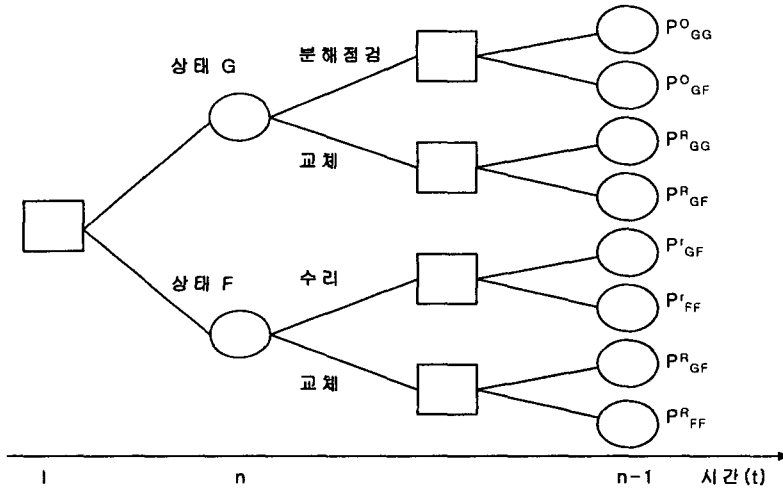 상태 G
분해점검
교체
상태 F
수리
교체
P^O_GG
P^O_GF
P^R_GG
P^R_GF
P^r_GF
P^r_FF
P^R_GF
P^R_FF
I n n-1 시간(t)